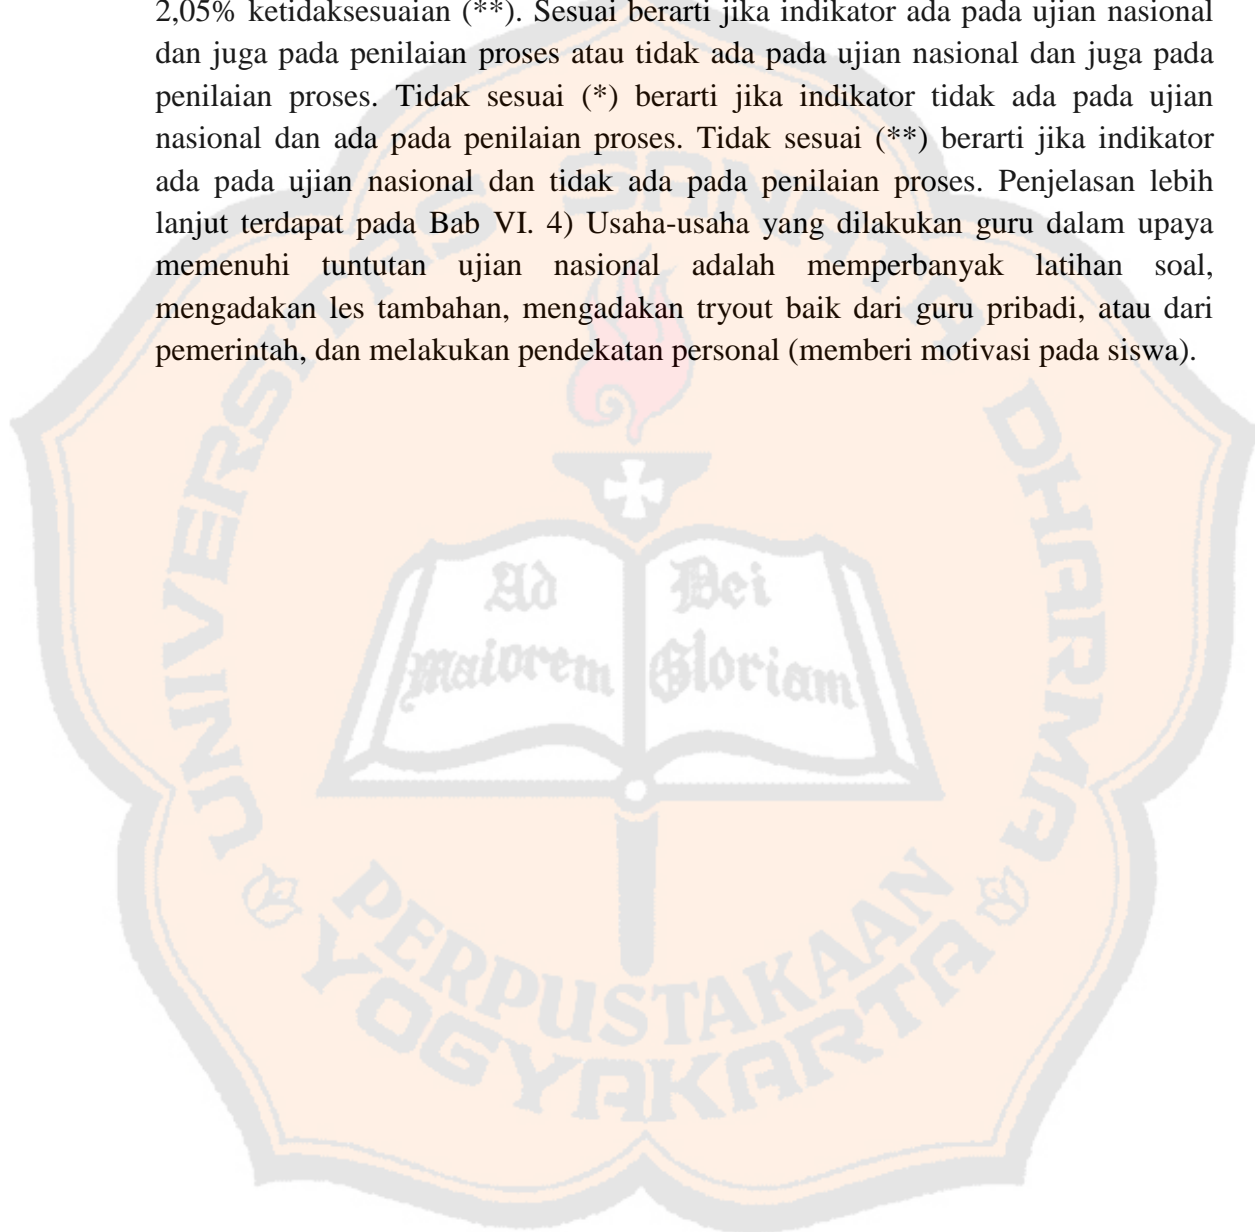 2,05% ketidaksesuaian (**). Sesuai berarti jika indikator ada pada ujian nasional
dan juga pada penilaian proses atau tidak ada pada ujian nasional dan juga pada
penilaian proses. Tidak sesuai (*) berarti jika indikator tidak ada pada ujian
nasional dan ada pada penilaian proses. Tidak sesuai (**) berarti jika indikator
ada pada ujian nasional dan tidak ada pada penilaian proses. Penjelasan lebih
lanjut terdapat pada Bab VI. 4) Usaha-usaha yang dilakukan guru dalam upaya
memenuhi tuntutan ujian nasional adalah memperbanyak latihan soal,
mengadakan les tambahan, mengadakan tryout baik dari guru pribadi, atau dari
pemerintah, dan melakukan pendekatan personal (memberi motivasi pada siswa).
UNIVERSITAS SANATA DHARMA
Ad Dei
maiorem Gloriam
PERPUSTAKAAN
YOGYAKARTA